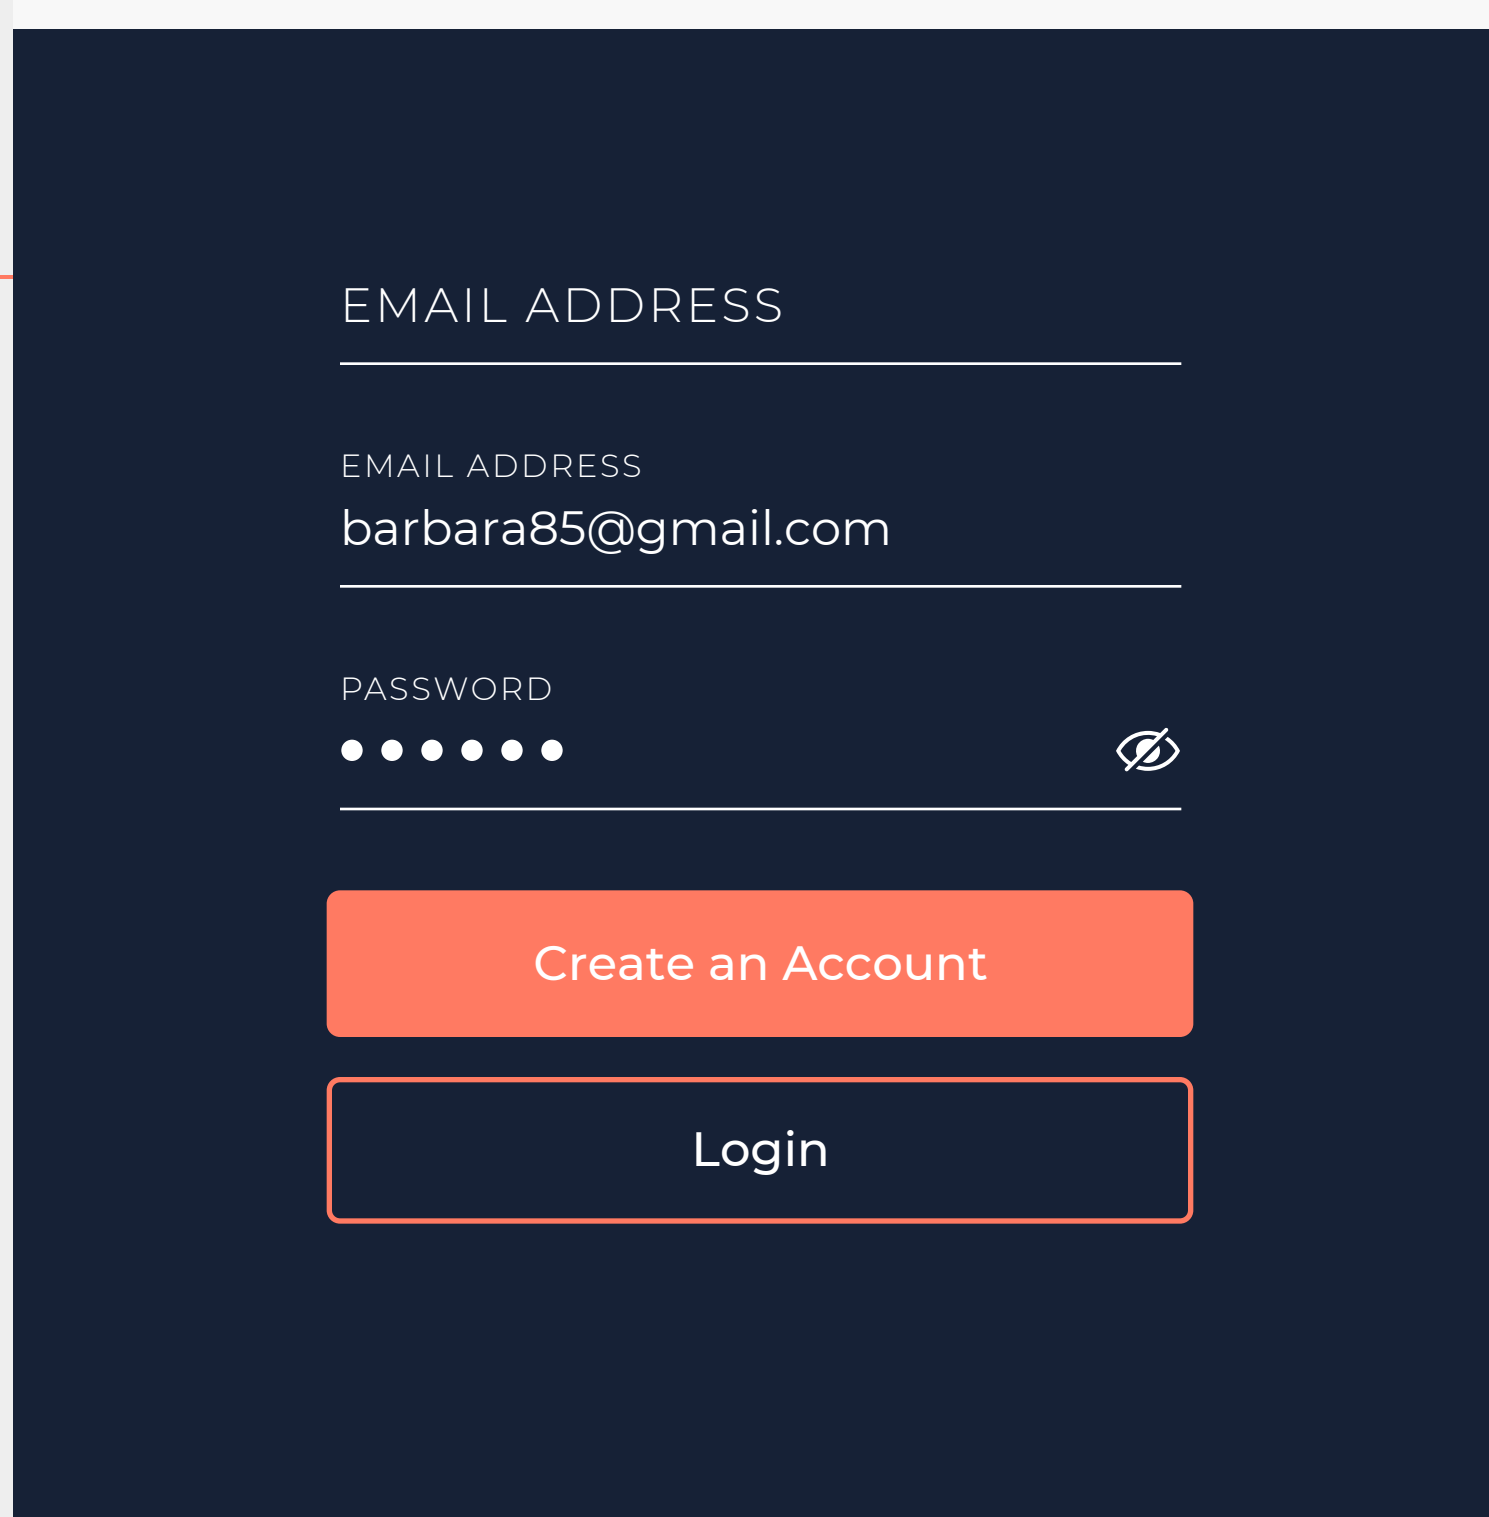 EMAIL ADDRESS
EMAIL ADDRESS
barbara85@gmail.com
PASSWORD
Create an Account
Login